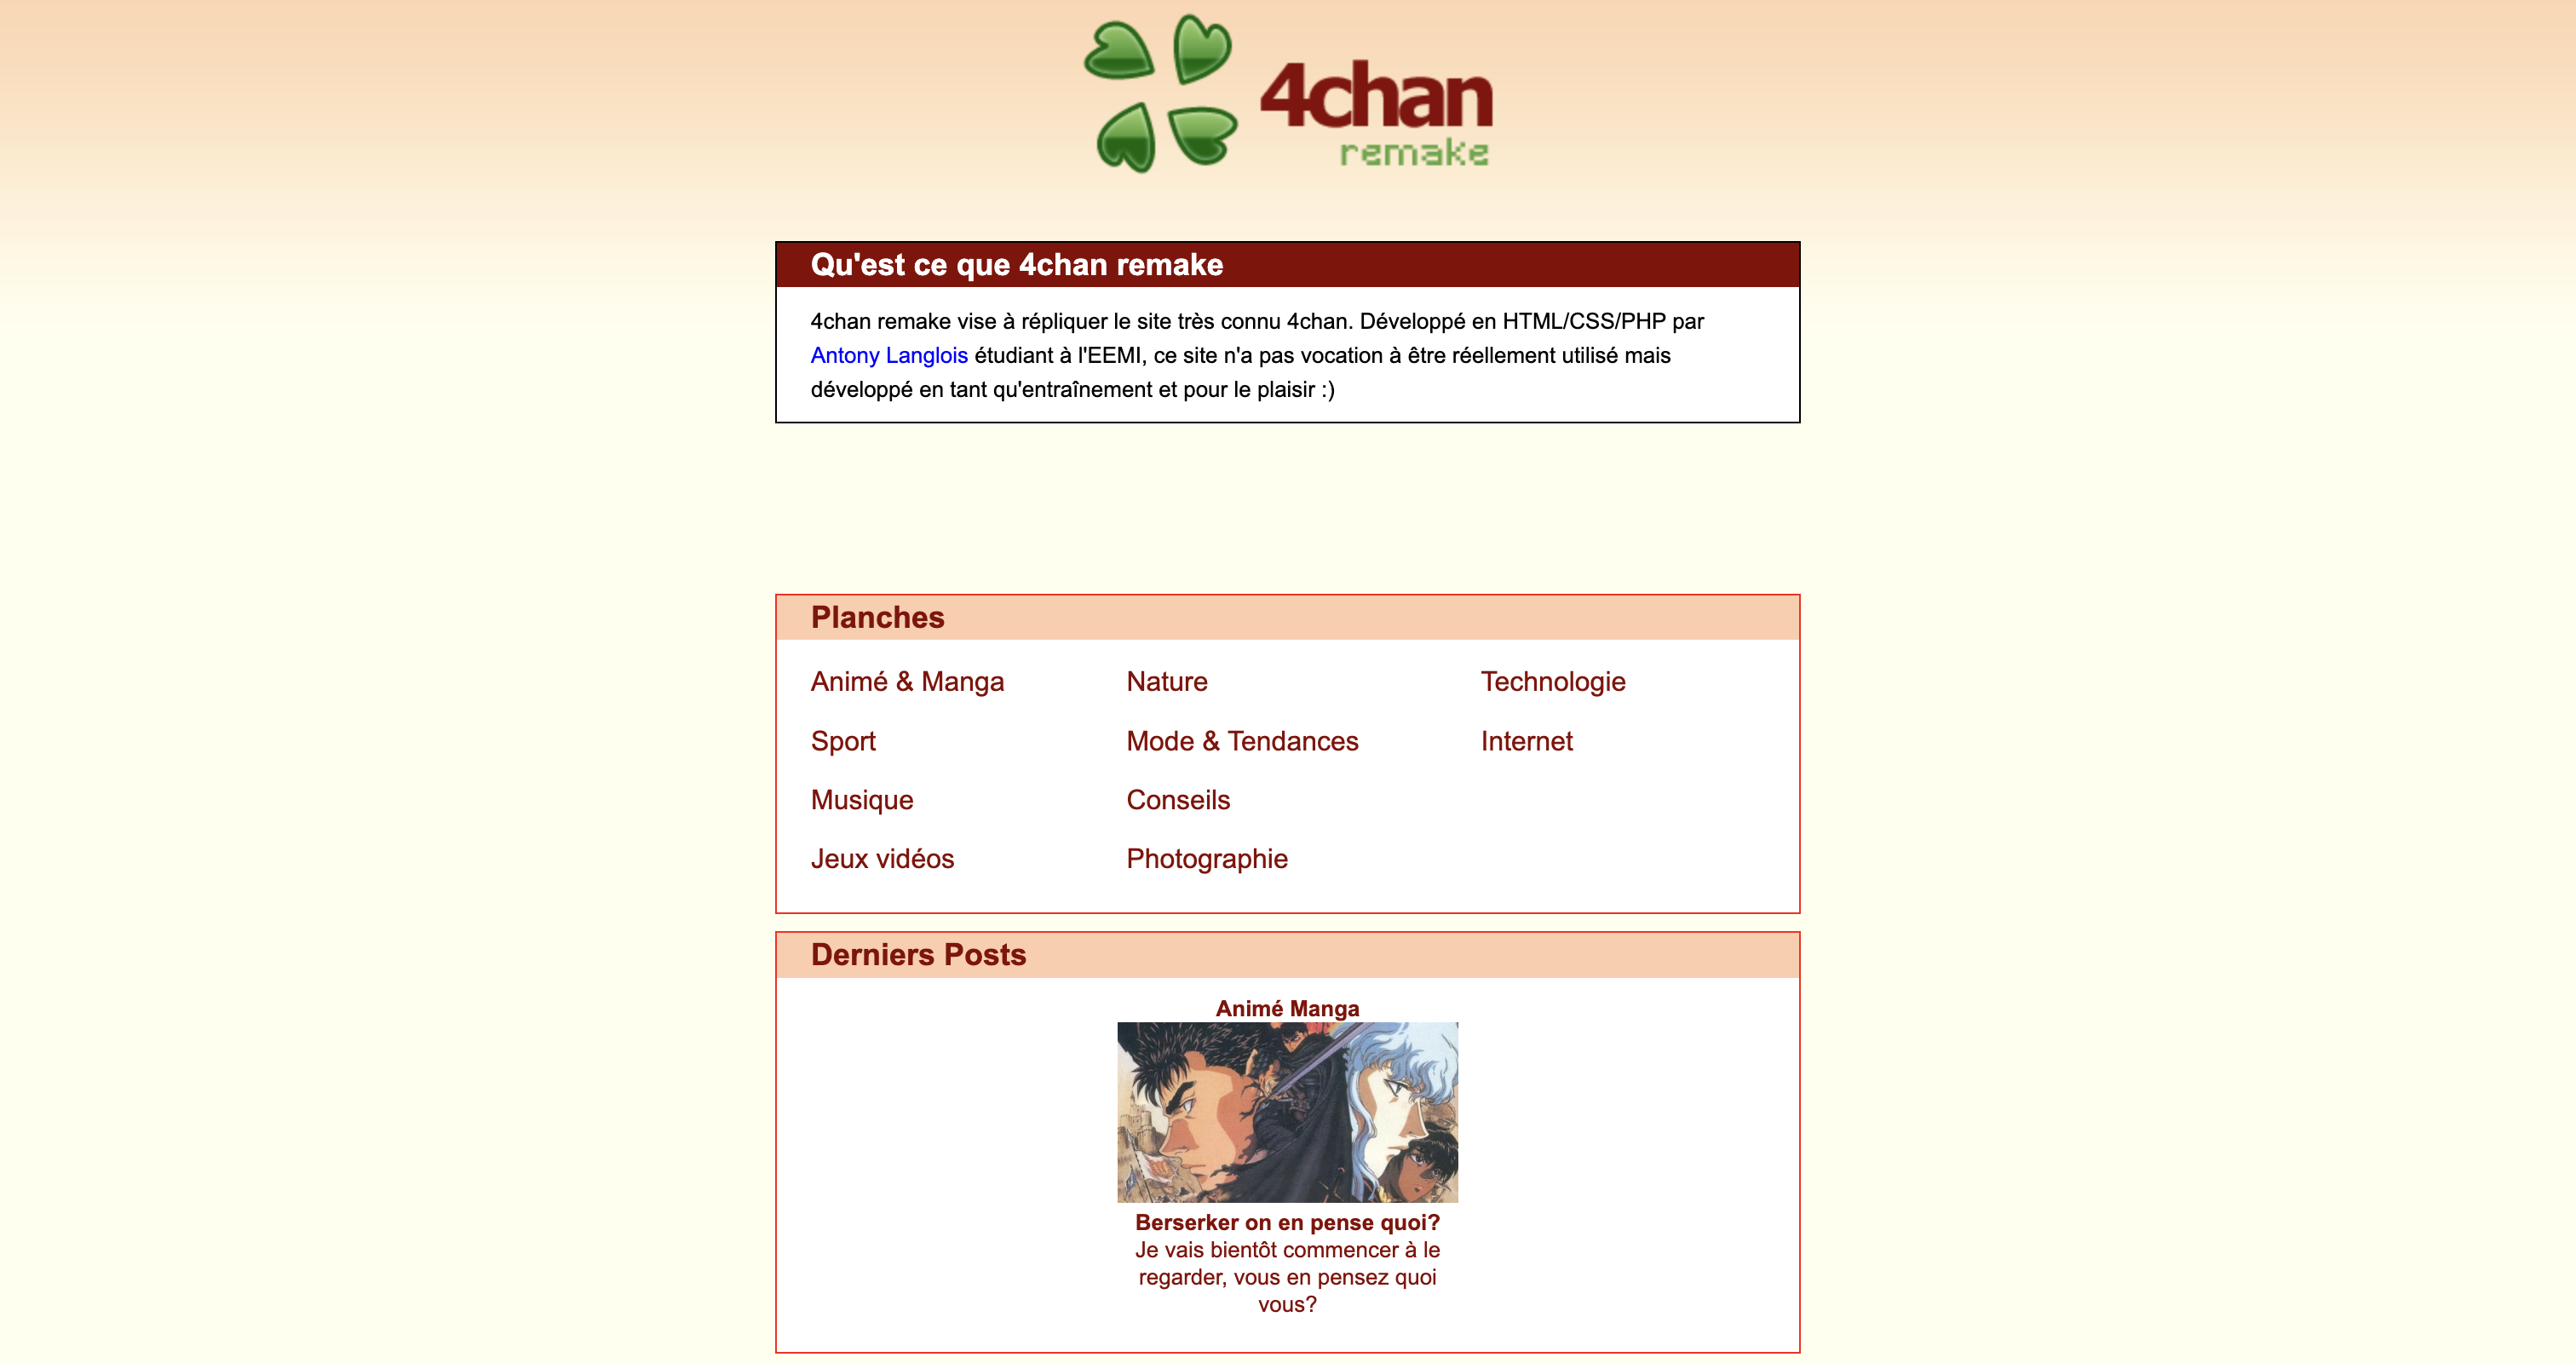 4chan
remake
Qu'est ce que 4chan remake
4chan remake vise à répliquer le site très connu 4chan. Développé en HTML/CSS/PHP par
Antony Langlois étudiant à l'EEMI, ce site n'a pas vocation à être réellement utilisé mais
développé en tant qu'entraînement et pour le plaisir :)
Planches
Animé & Manga
Sport
Musique
Jeux vidéos
Nature
Mode & Tendances
Conseils
Photographie
Technologie
Internet
Derniers Posts
Animé Manga
Berserker on en pense quoi?
Je vais bientôt commencer à le
regarder, vous en pensez quoi
vous?